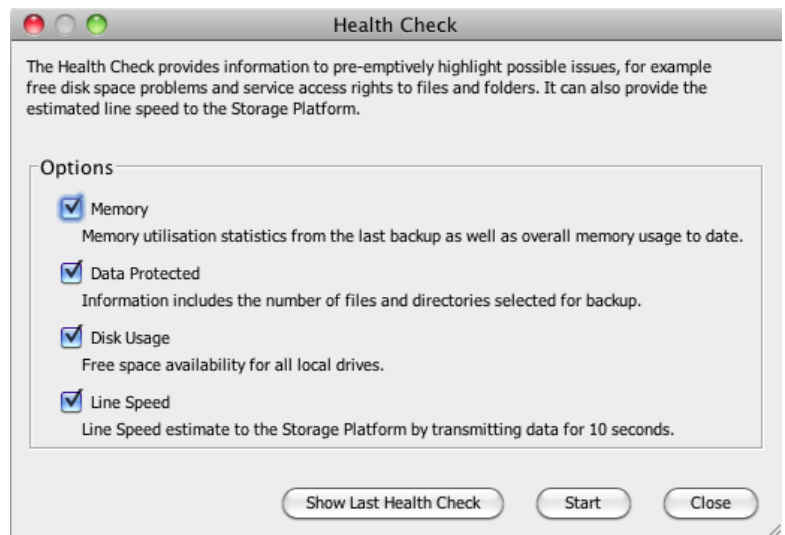 Health Check
The Health Check provides information to pre-emptively highlight possible issues, for example
free disk space problems and service access rights to files and folders. It can also provide the
estimated line speed to the Storage Platform.
Options
Memory
Memory utilisation statistics from the last backup as well as overall memory usage to date.
Data Protected
Information includes the number of files and directories selected for backup.
Disk Usage
Free space availability for all local drives.
Line Speed
Line Speed estimate to the Storage Platform by transmitting data for 10 seconds.
Show Last Health Check Start Close